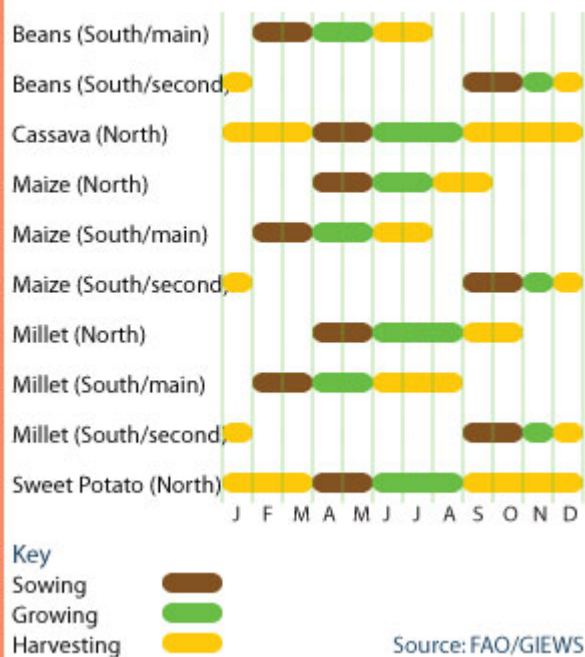 Beans (South/main)
Beans (South/second)
Cassava (North)
Maize (North)
Maize (South/main)
Maize (South/second)
Millet (North)
Millet (South/main)
Millet (South/second)
Sweet Potato (North)
J F M A M J J A S O N D
Key
Sowing
Growing
Harvesting
Source: FAO/GIEWS